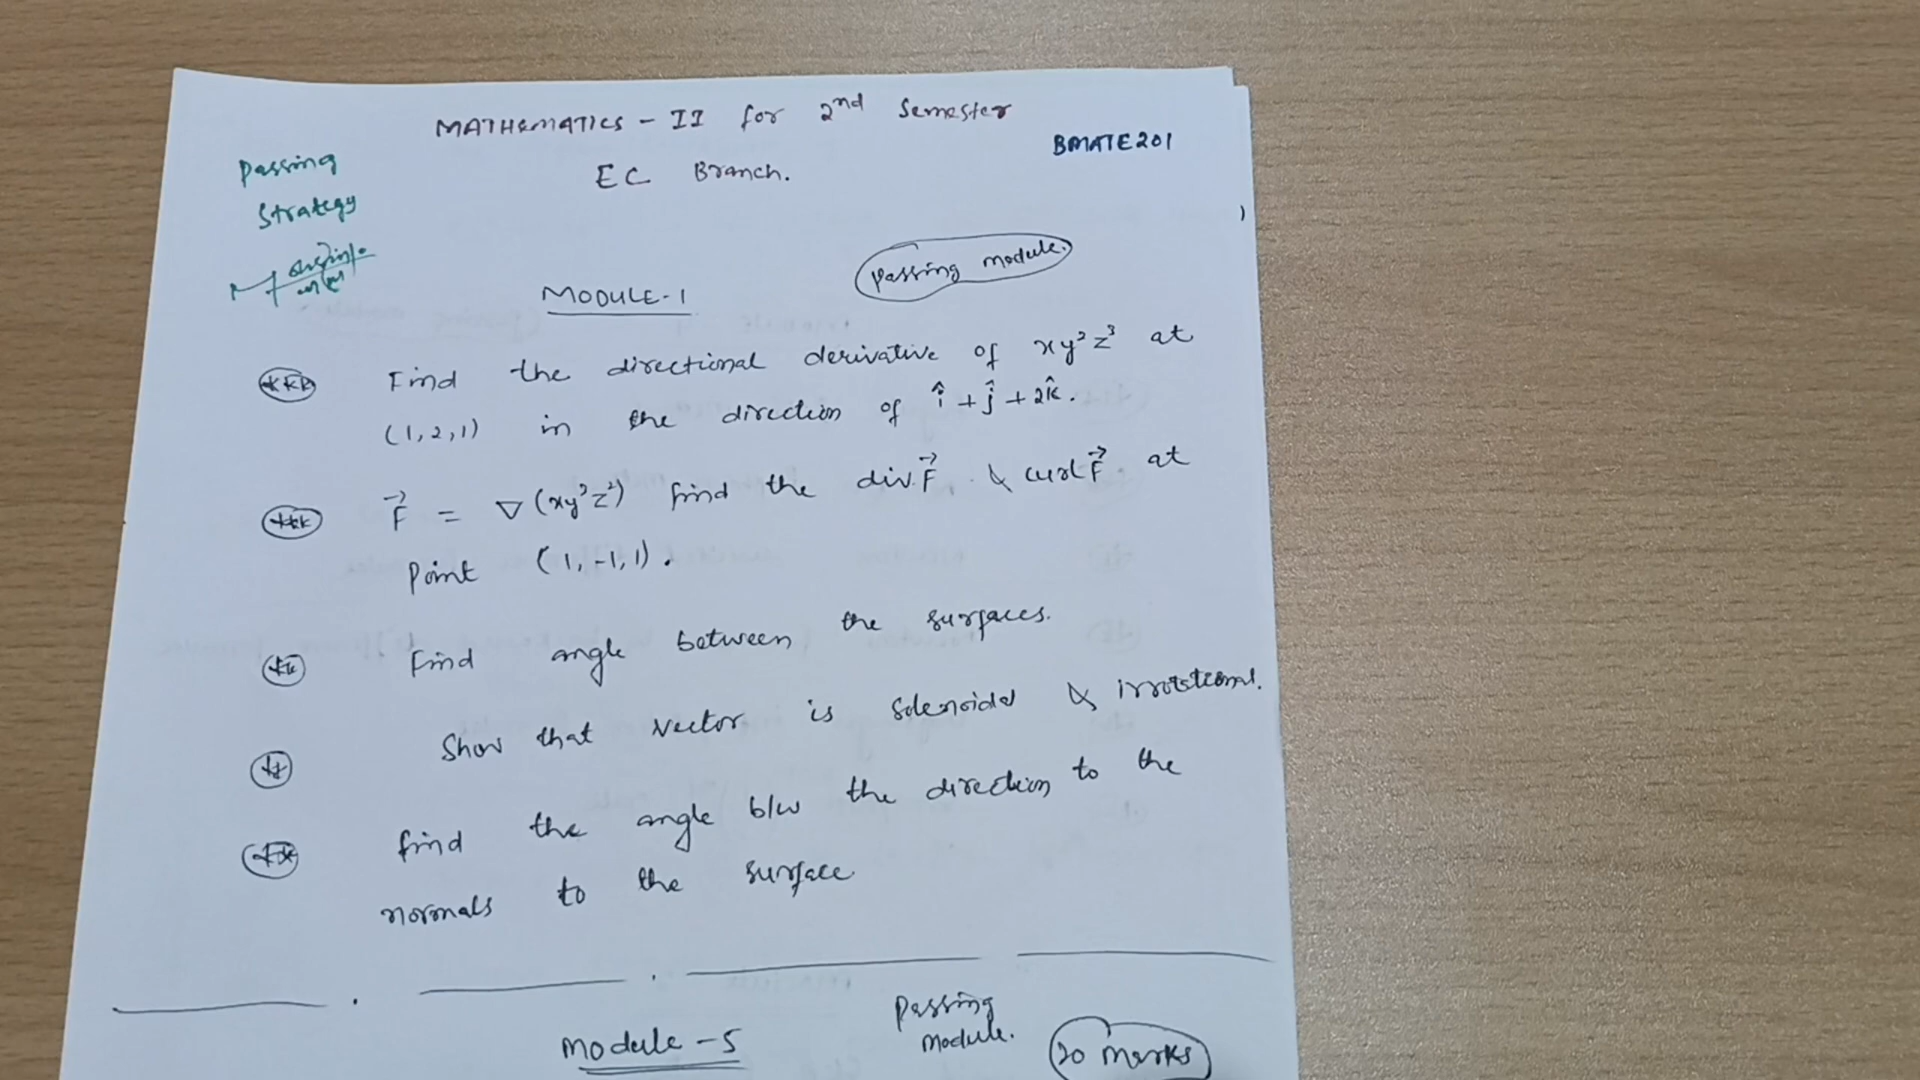 MATHEMATICS - II for 2nd Semester
BMATE201
EC Branch.
Passing
Strategy
MODULE-1
Passing module.
Find the directional derivative of xy²z³ at
(1,2,1) in the direction of î + ĵ + 2k̂.
F⃗ = ∇(xy³z²) find the div.F⃗ & curl F⃗ at
Point (1,-1,1).
Find angle between the surfaces.
Show that vector is solenoidal & irrotational.
find the angle b/w the direction to the
normals to the surface
Module - 5
Passing
module.
20 marks